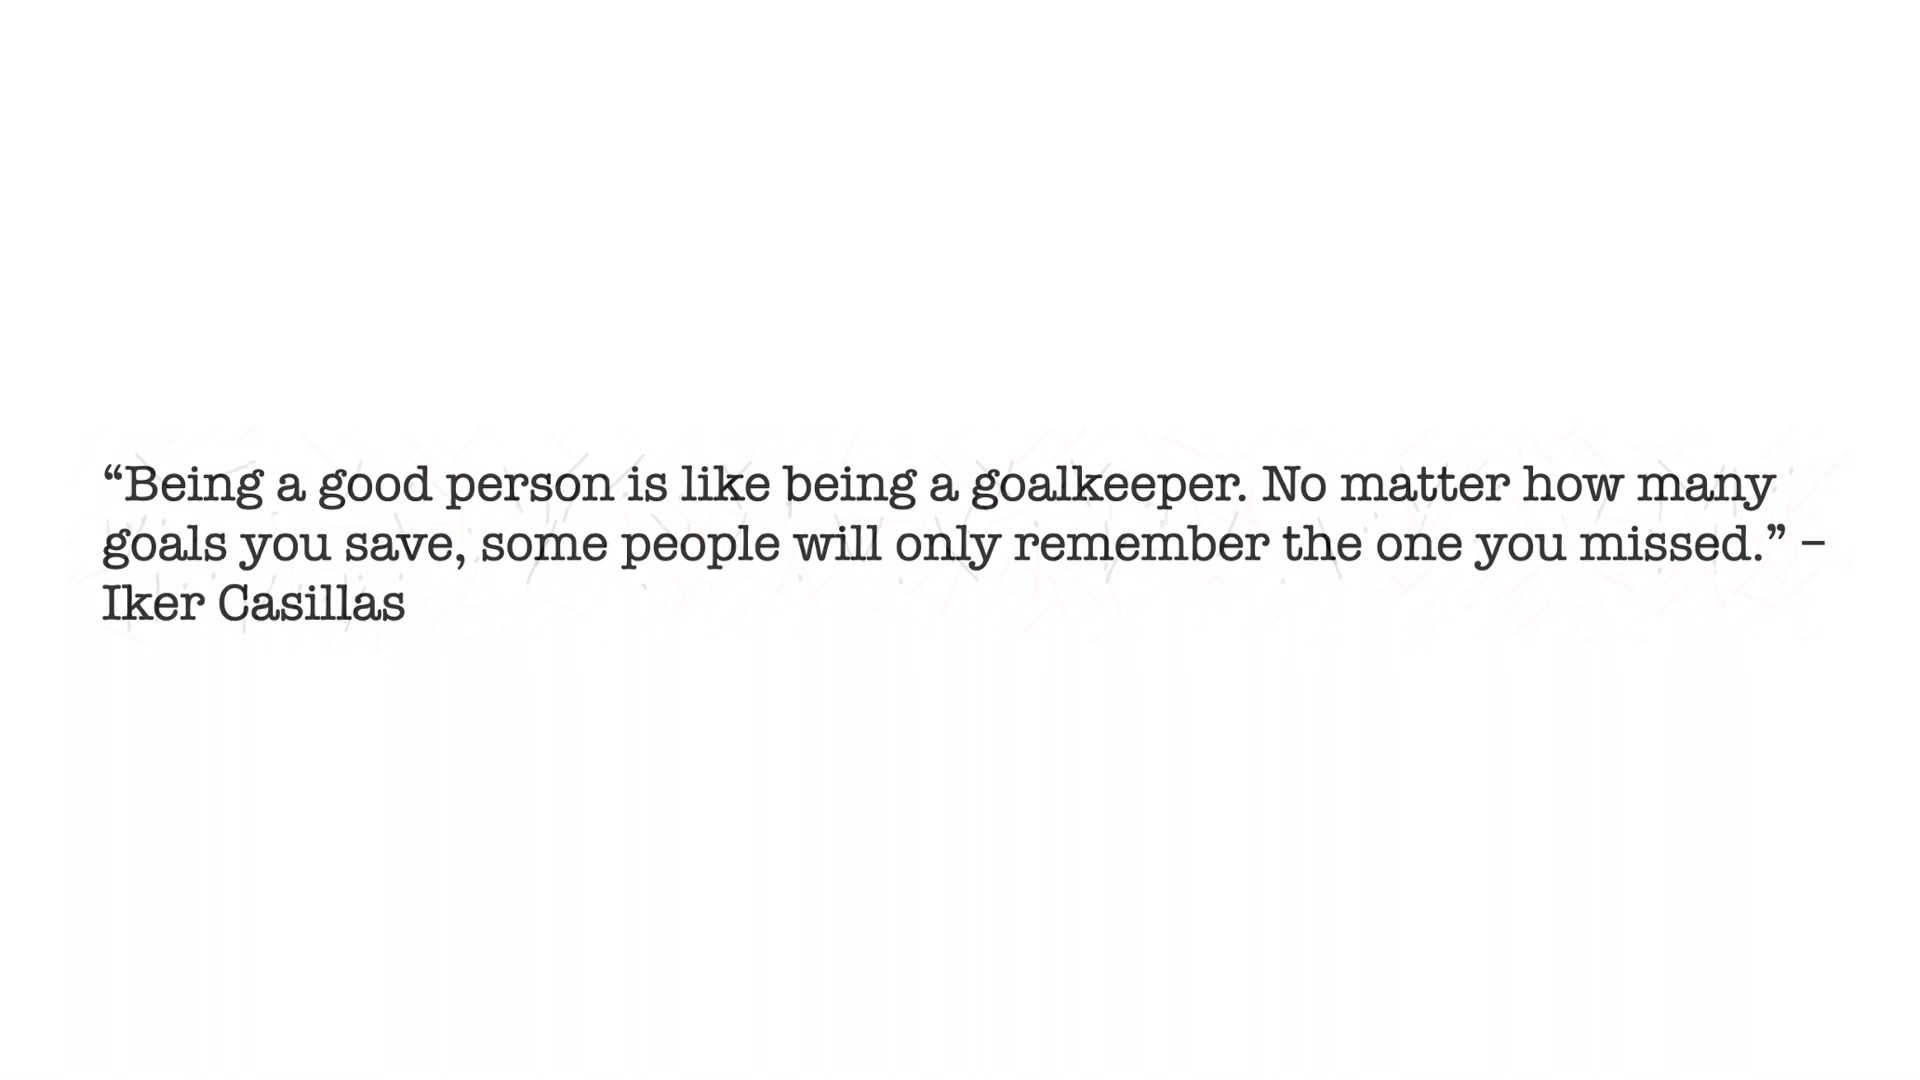 “Being a good person is like being a goalkeeper. No matter how many
goals you save, some people will only remember the one you missed.” –
Iker Casillas